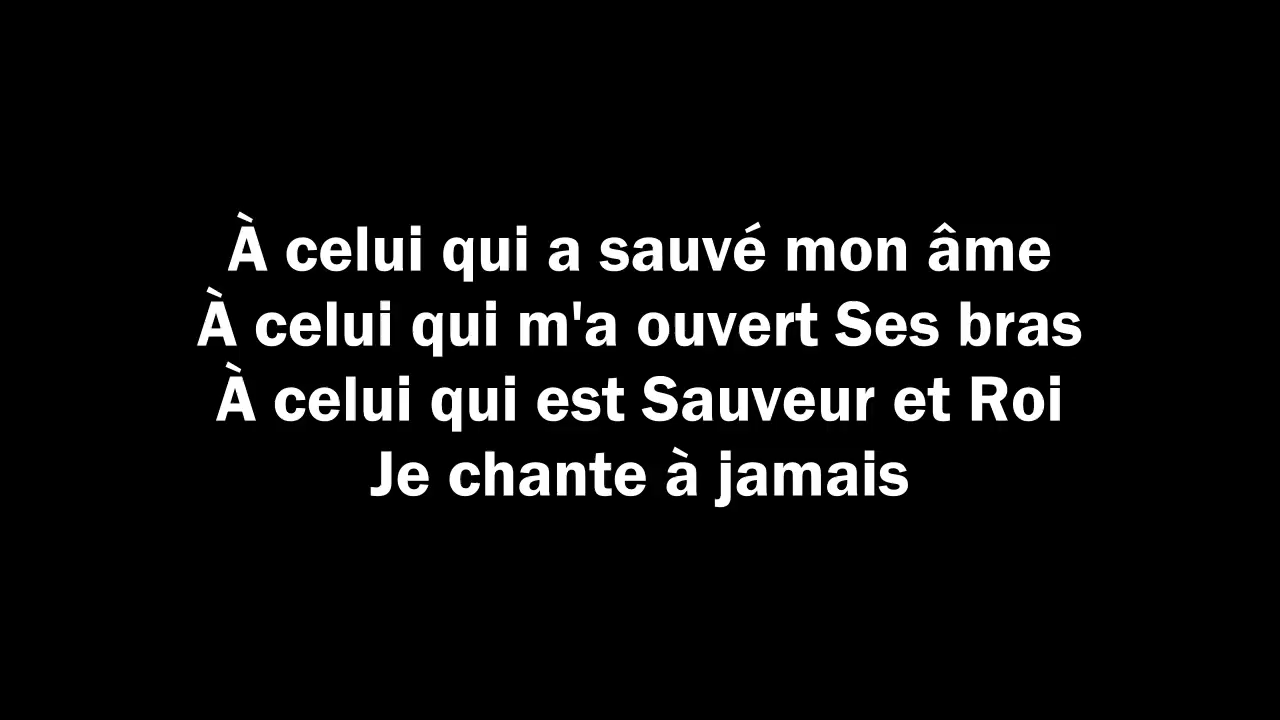 À celui qui a sauvé mon âme
À celui qui m'a ouvert Ses bras
À celui qui est Sauveur et Roi
Je chante à jamais